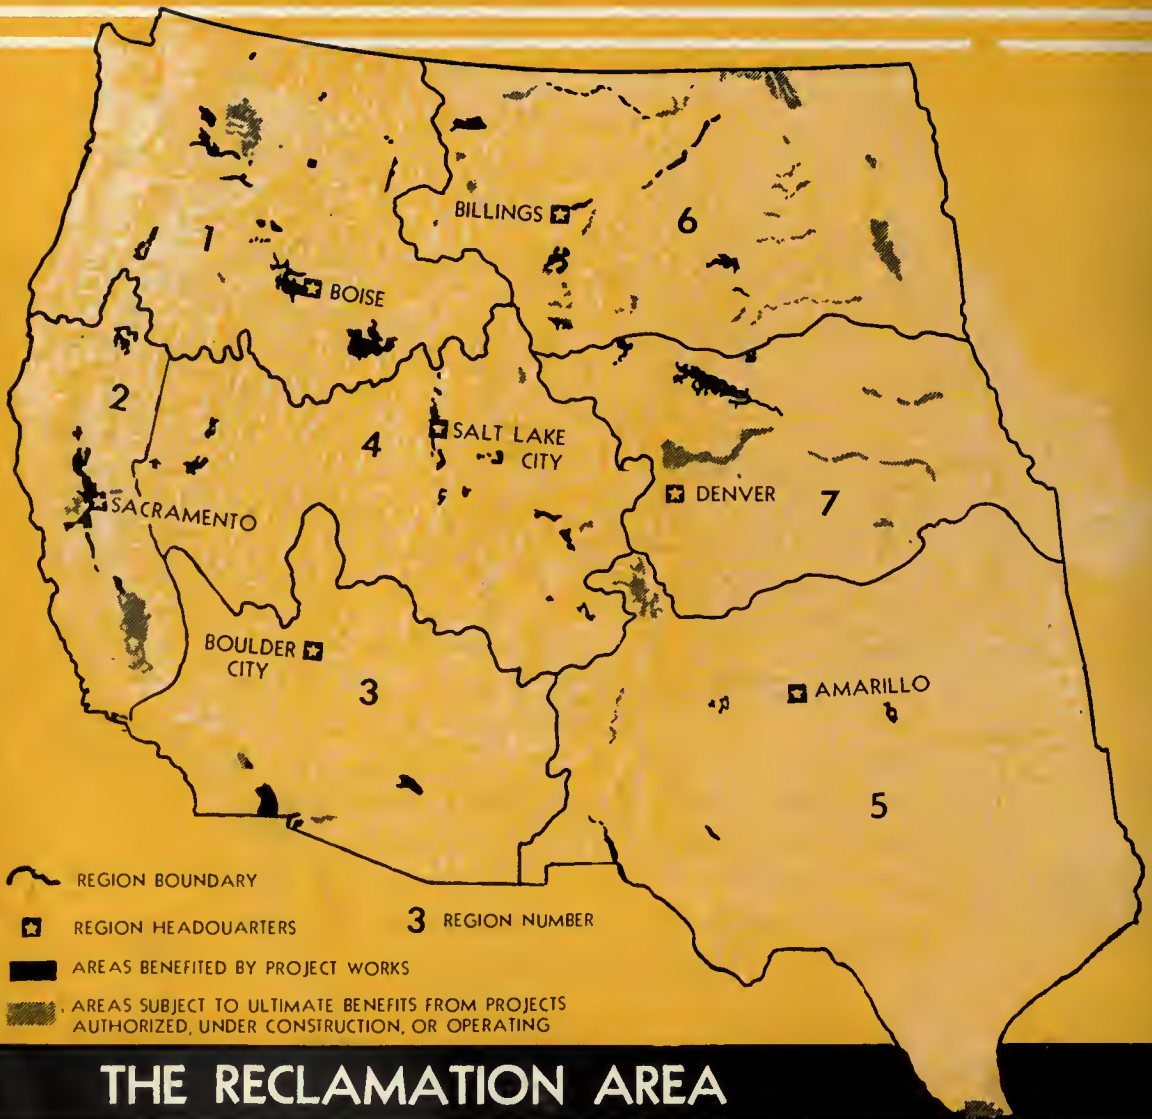 BILLINGS
6
1
BOISE
2
4
SALT LAKE
CITY
DENVER
7
SACRAMENTO
BOULDER
CITY
3
AMARILLO
5
REGION BOUNDARY
REGION HEADQUARTERS
3 REGION NUMBER
AREAS BENEFITED BY PROJECT WORKS
AREAS SUBJECT TO ULTIMATE BENEFITS FROM PROJECTS
AUTHORIZED, UNDER CONSTRUCTION, OR OPERATING
THE RECLAMATION AREA